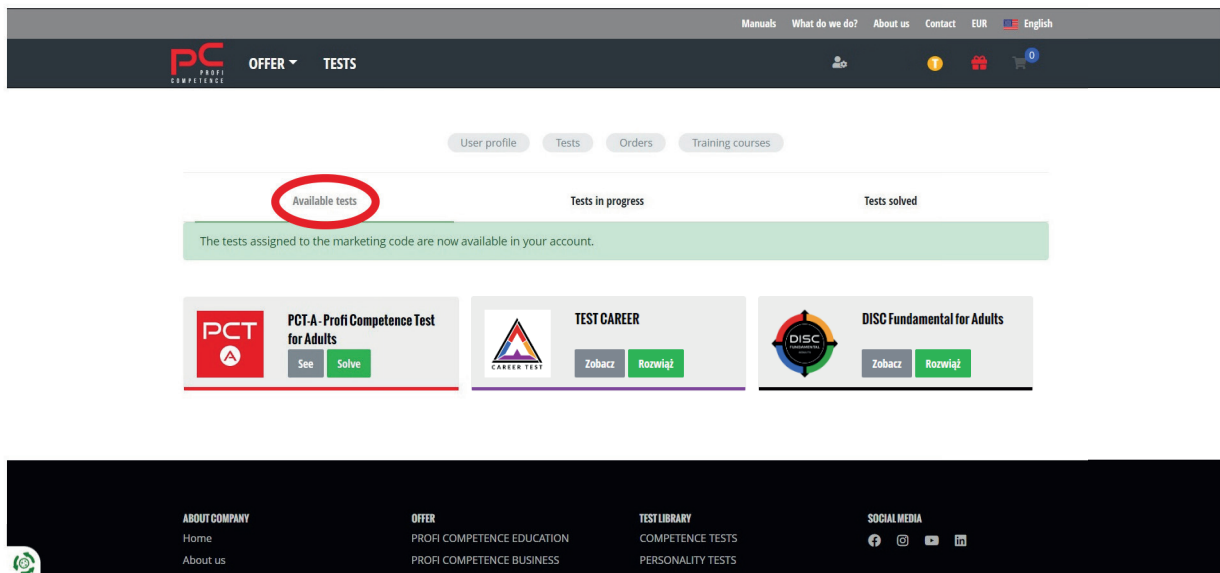 Manuals What do we do? About us Contact EUR English
PC PROFI COMPETENCE OFFER TESTS T 0
User profile Tests Orders Training courses
Available tests Tests in progress Tests solved
The tests assigned to the marketing code are now available in your account.
PCT A
PCT-A - Profi Competence Test
for Adults
See Solve
CAREER TEST
TEST CAREER
Zobacz Rozwiąż
DISC
FUNDAMENTAL
ADULTS
DISC Fundamental for Adults
Zobacz Rozwiąż
ABOUT COMPANY OFFER TEST LIBRARY SOCIAL MEDIA
Home PROFI COMPETENCE EDUCATION COMPETENCE TESTS
About us PROFI COMPETENCE BUSINESS PERSONALITY TESTS